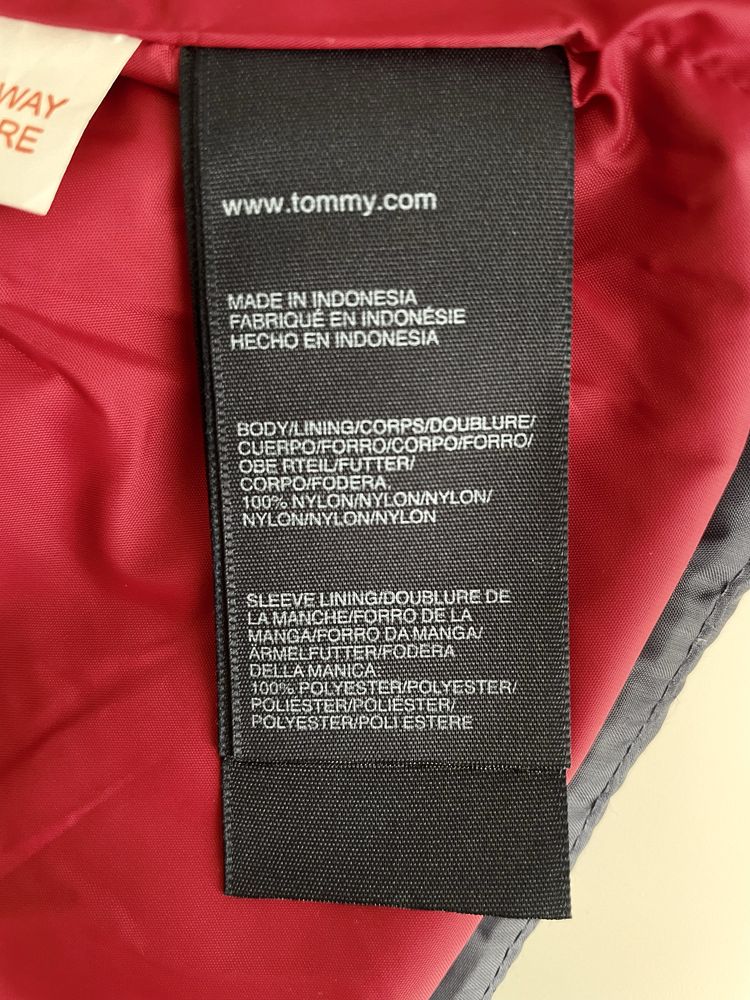 WAY
RE
www.tommy.com
MADE IN INDONESIA
FABRIQUÉ EN INDONÉSIE
HECHO EN INDONESIA
BODY/LINING/CORPS/DOUBLURE/
CUERPO/FORRO/CORPO/FORRO/
OBE RTEIL/FUTTER/
CORPO/FODERA.
100% NYLON/NYLON/NYLON/
NYLON/NYLON/NYLON
SLEEVE LINING/DOUBLURE DE
LA MANCHE/FORRO DE LA
MANGA/FORRO DA MANGA/
ÄRMELFUTTER/FODERA
DELLA MANICA.
100% POLYESTER/POLYESTER/
POLIESTER/POLIÉSTER/
POLYESTER/POLI ESTERE